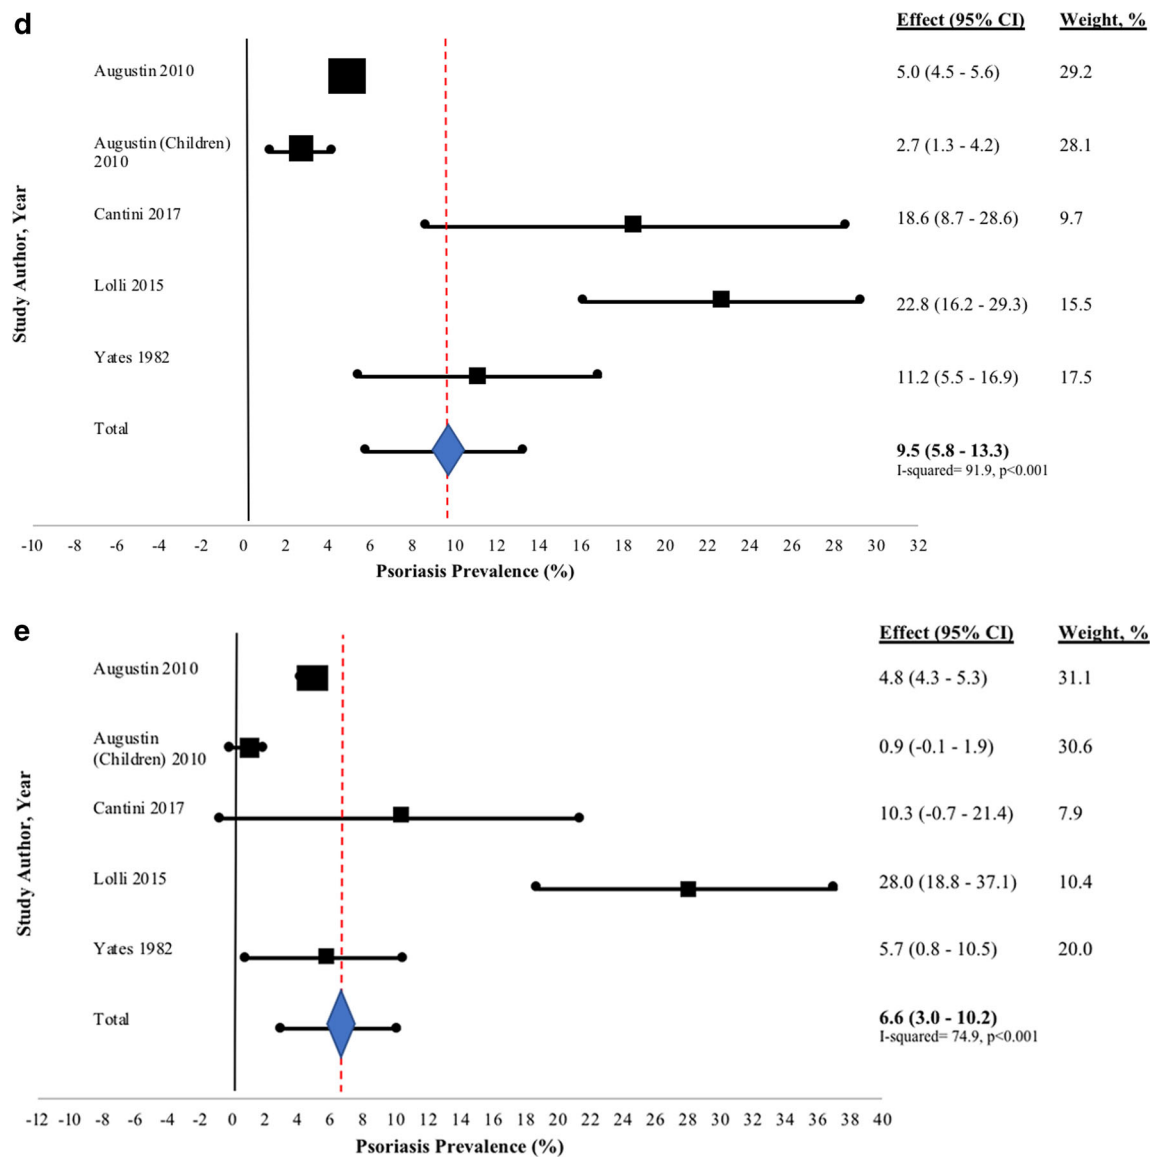 d
Effect (95% CI) Weight, %
Augustin 2010 5.0 (4.5 - 5.6) 29.2
Augustin (Children)
2010 2.7 (1.3 - 4.2) 28.1
Cantini 2017 18.6 (8.7 - 28.6) 9.7
Lolli 2015 22.8 (16.2 - 29.3) 15.5
Yates 1982 11.2 (5.5 - 16.9) 17.5
Total 9.5 (5.8 - 13.3)
I-squared= 91.9, p<0.001
Study Author, Year
-10 -8 -6 -4 -2 0 2 4 6 8 10 12 14 16 18 20 22 24 26 28 30 32
Psoriasis Prevalence (%)
e
Effect (95% CI) Weight, %
Augustin 2010 4.8 (4.3 - 5.3) 31.1
Augustin
(Children) 2010 0.9 (-0.1 - 1.9) 30.6
Cantini 2017 10.3 (-0.7 - 21.4) 7.9
Lolli 2015 28.0 (18.8 - 37.1) 10.4
Yates 1982 5.7 (0.8 - 10.5) 20.0
Total 6.6 (3.0 - 10.2)
I-squared= 74.9, p<0.001
Study Author, Year
-12 -10 -8 -6 -4 -2 0 2 4 6 10 12 14 16 18 20 22 24 26 28 30 32 34 36 38 40
Psoriasis Prevalence (%)